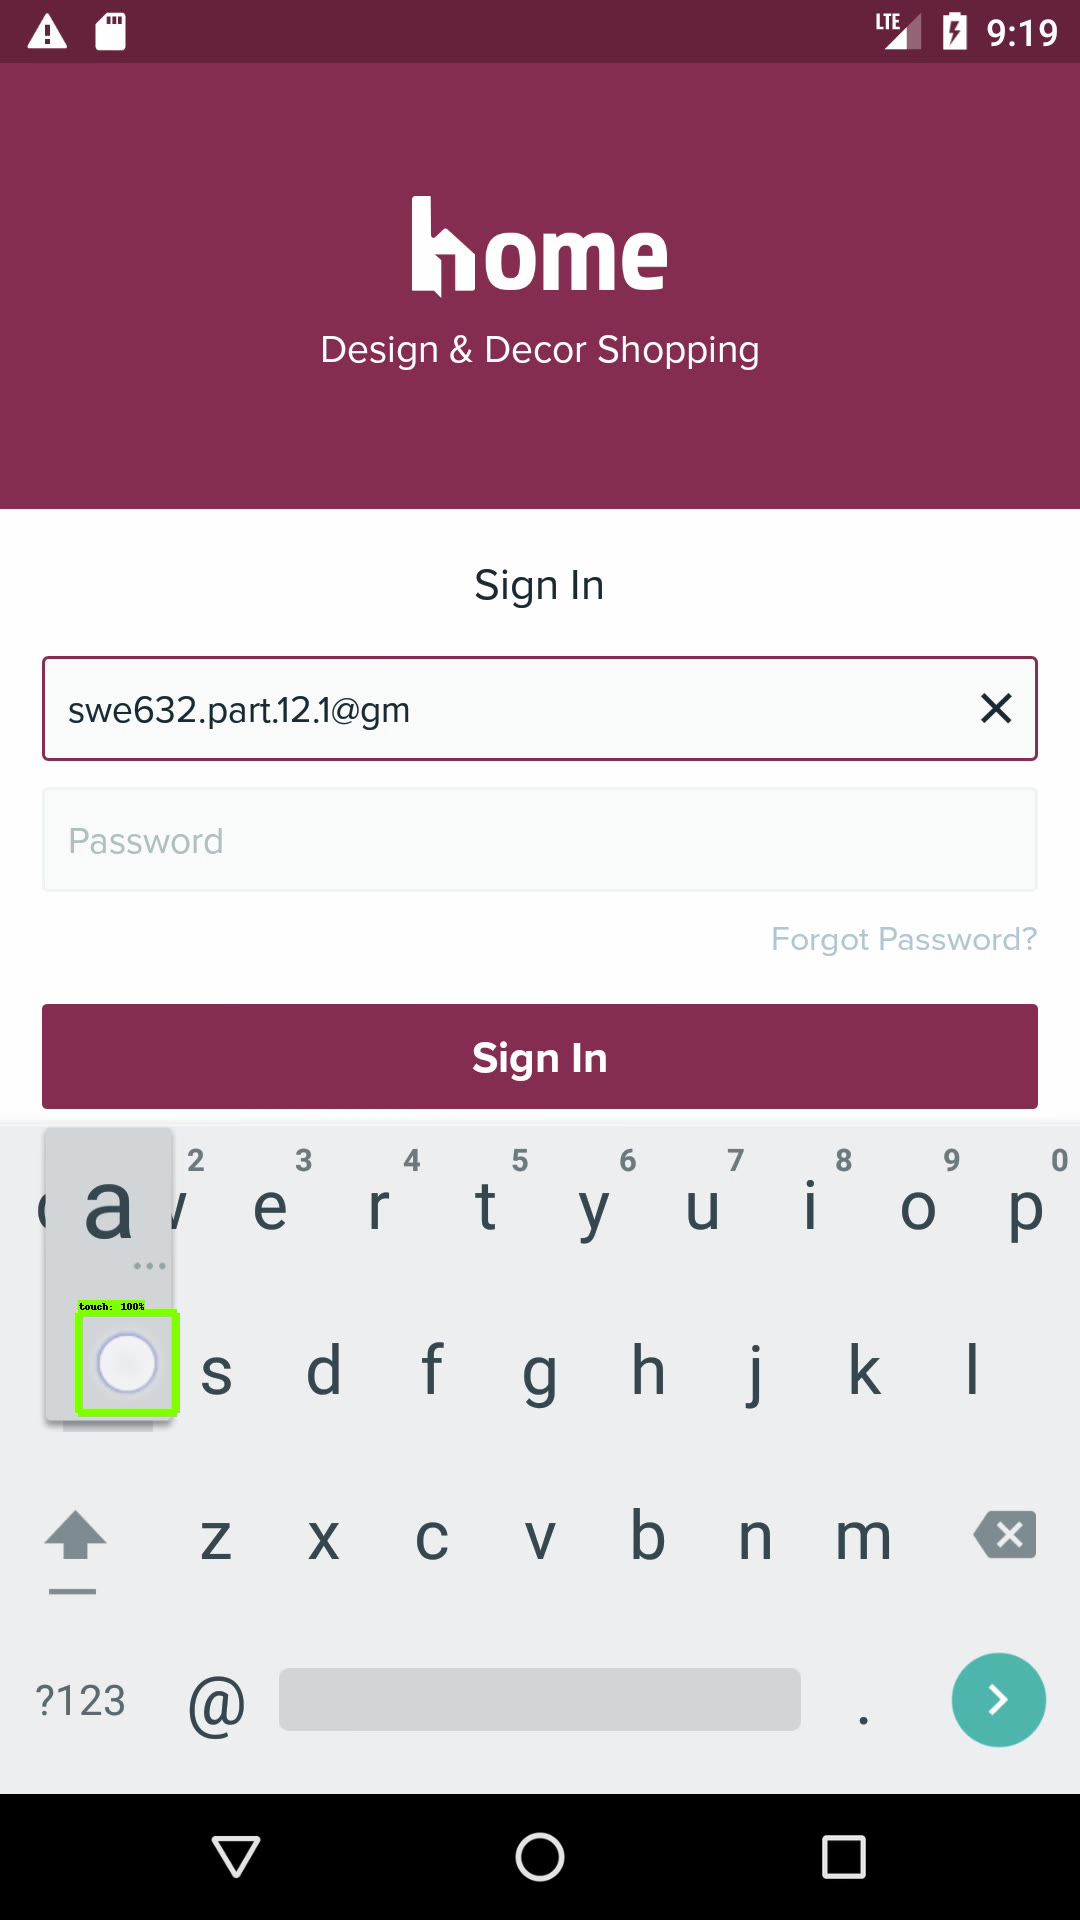 LTE 9:19
home
Design & Decor Shopping
Sign In
swe632.part.12.1@gm
Password
Forgot Password?
Sign In
2 3 4 5 6 7 8 9 0
a e r t y u i o p
touch: 100%
s d f g h j k l
z x c v b n m
?123 @ .